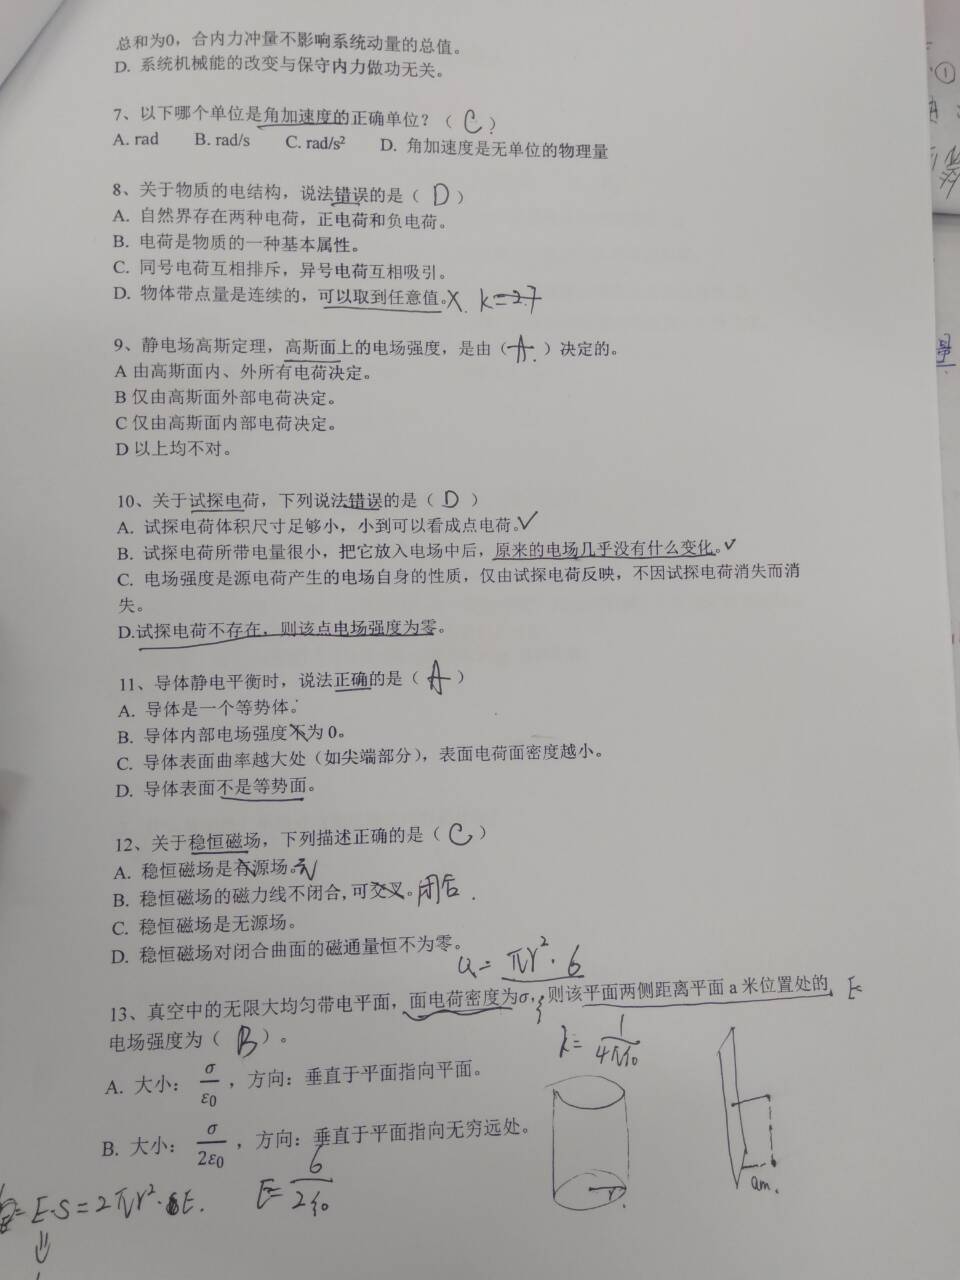 总和为0，合内力冲量不影响系统动量的总值。
D. 系统机械能的改变与保守内力做功无关。
7、以下哪个单位是角加速度的正确单位？（ C ）
A. rad B. rad/s C. rad/s² D. 角加速度是无单位的物理量
8、关于物质的电结构，说法错误的是（ D ）
A. 自然界存在两种电荷，正电荷和负电荷。
B. 电荷是物质的一种基本属性。
C. 同号电荷互相排斥，异号电荷互相吸引。
D. 物体带点量是连续的，可以取到任意值。X k=2.7
9、静电场高斯定理，高斯面上的电场强度，是由（ A ）决定的。
A 由高斯面内、外所有电荷决定。
B 仅由高斯面外部电荷决定。
C 仅由高斯面内部电荷决定。
D 以上均不对。
10、关于试探电荷，下列说法错误的是（ D ）
A. 试探电荷体积尺寸足够小，小到可以看成点电荷。✓
B. 试探电荷所带电量很小，把它放入电场中后，原来的电场几乎没有什么变化。✓
C. 电场强度是源电荷产生的电场自身的性质，仅由试探电荷反映，不因试探电荷消失而消
失。
D.试探电荷不存在，则该点电场强度为零。
11、导体静电平衡时，说法正确的是（ A ）
A. 导体是一个等势体。
B. 导体内部电场强度不为 0。
C. 导体表面曲率越大处（如尖端部分），表面电荷面密度越小。
D. 导体表面不是等势面。
12、关于稳恒磁场，下列描述正确的是（ C ）
A. 稳恒磁场是有源场。无
B. 稳恒磁场的磁力线不闭合，可交叉。闭合.
C. 稳恒磁场是无源场。
D. 稳恒磁场对闭合曲面的磁通量恒不为零。
Q= πr²·σ
13、真空中的无限大均匀带电平面，面电荷密度为σ，则该平面两侧距离平面 a 米位置处的 E
电场强度为（ B ）。
k= 1/4πε0
A. 大小：σ/ε0，方向：垂直于平面指向平面。
B. 大小：σ/2ε0，方向：垂直于平面指向无穷远处。
E= σ/2ε0
r
am.
= E·S = 2πr²·E.